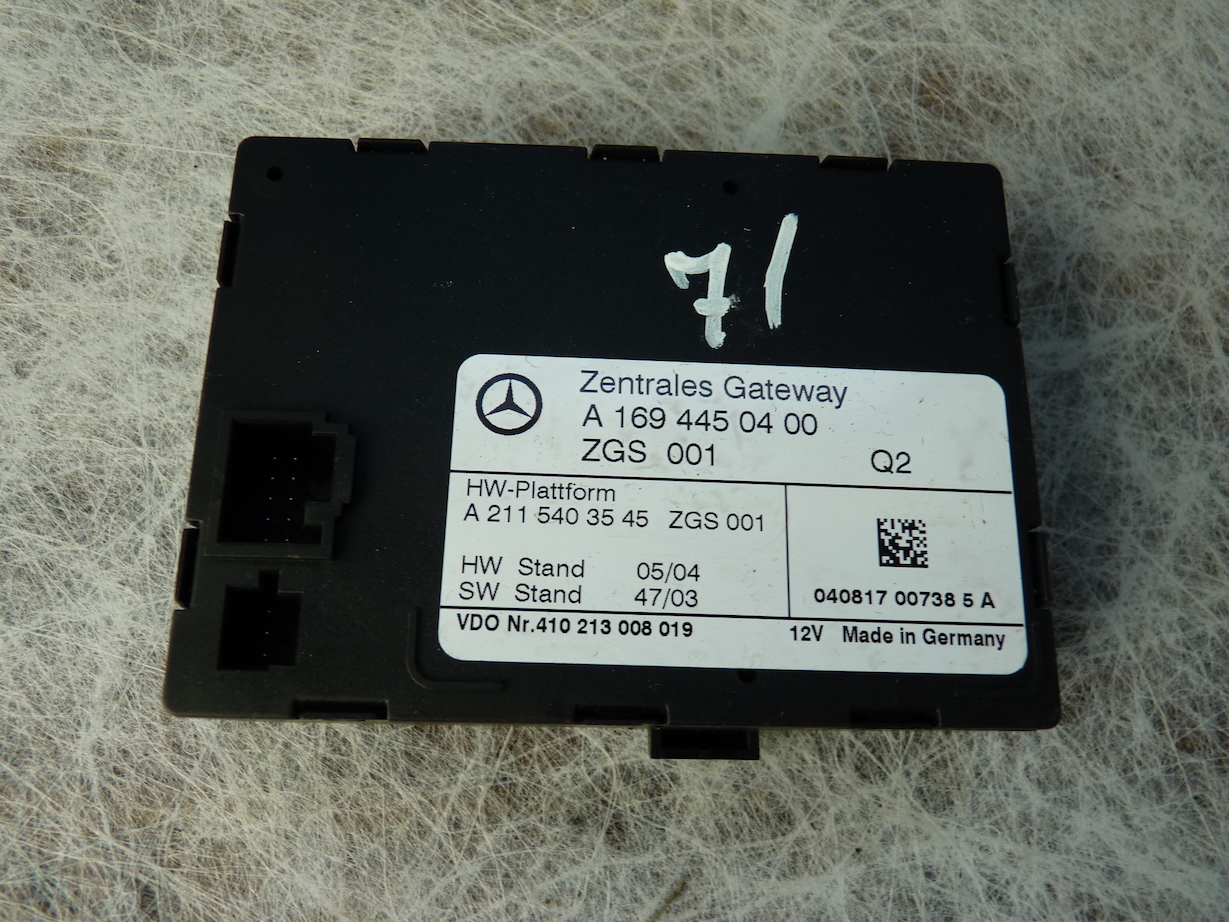 71
Zentrales Gateway
A 169 445 04 00
ZGS 001 Q2
HW-Plattform
A 211 540 35 45 ZGS 001
HW Stand 05/04
SW Stand 47/03
040817 00738 5 A
VDO Nr.410 213 008 019 12V Made in Germany